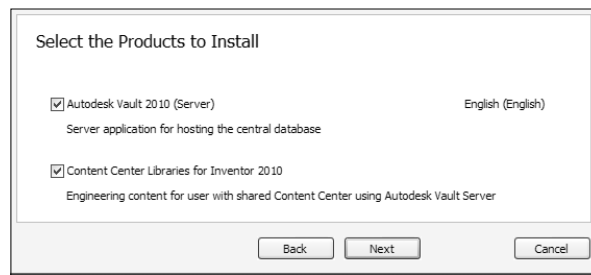 Select the Products to Install
Autodesk Vault 2010 (Server) English (English)
Server application for hosting the central database
Content Center Libraries for Inventor 2010
Engineering content for user with shared Content Center using Autodesk Vault Server
Back Next Cancel